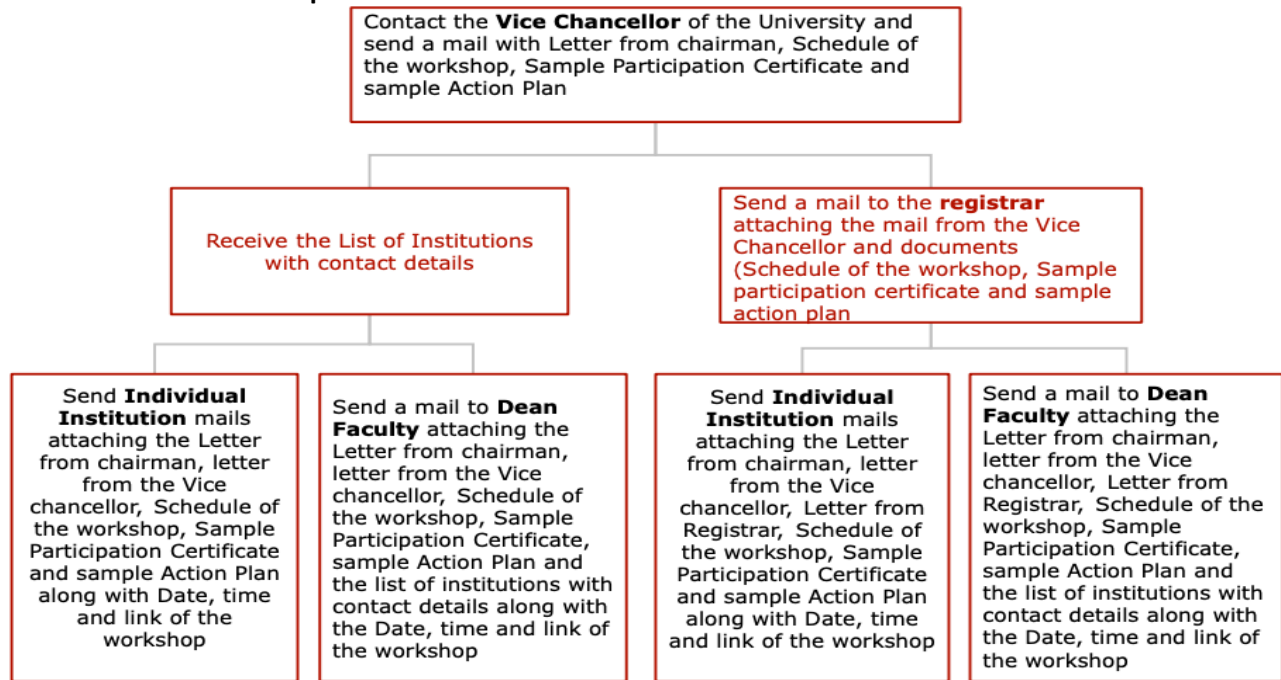 Contact the Vice Chancellor of the University and
send a mail with Letter from chairman, Schedule of
the workshop, Sample Participation Certificate and
sample Action Plan
Receive the List of Institutions
with contact details
Send a mail to the registrar
attaching the mail from the Vice
Chancellor and documents
(Schedule of the workshop, Sample
participation certificate and sample
action plan
Send Individual
Institution mails
attaching the Letter
from chairman, letter
from the Vice
chancellor, Schedule of
the workshop, Sample
Participation Certificate
and sample Action Plan
along with Date, time
and link of the
workshop
Send a mail to Dean
Faculty attaching the
Letter from chairman,
letter from the Vice
chancellor, Schedule of
the workshop, Sample
Participation Certificate,
sample Action Plan and
the list of institutions with
contact details along with
the Date, time and link of
the workshop
Send Individual
Institution mails
attaching the Letter
from chairman, letter
from the Vice
chancellor, Letter from
Registrar, Schedule of
the workshop, Sample
Participation Certificate
and sample Action Plan
along with Date, time
and link of the workshop
Send a mail to Dean
Faculty attaching the
Letter from chairman,
letter from the Vice
chancellor, Letter from
Registrar, Schedule of the
workshop, Sample
Participation Certificate,
sample Action Plan and
the list of institutions with
contact details along with
the Date, time and link of
the workshop